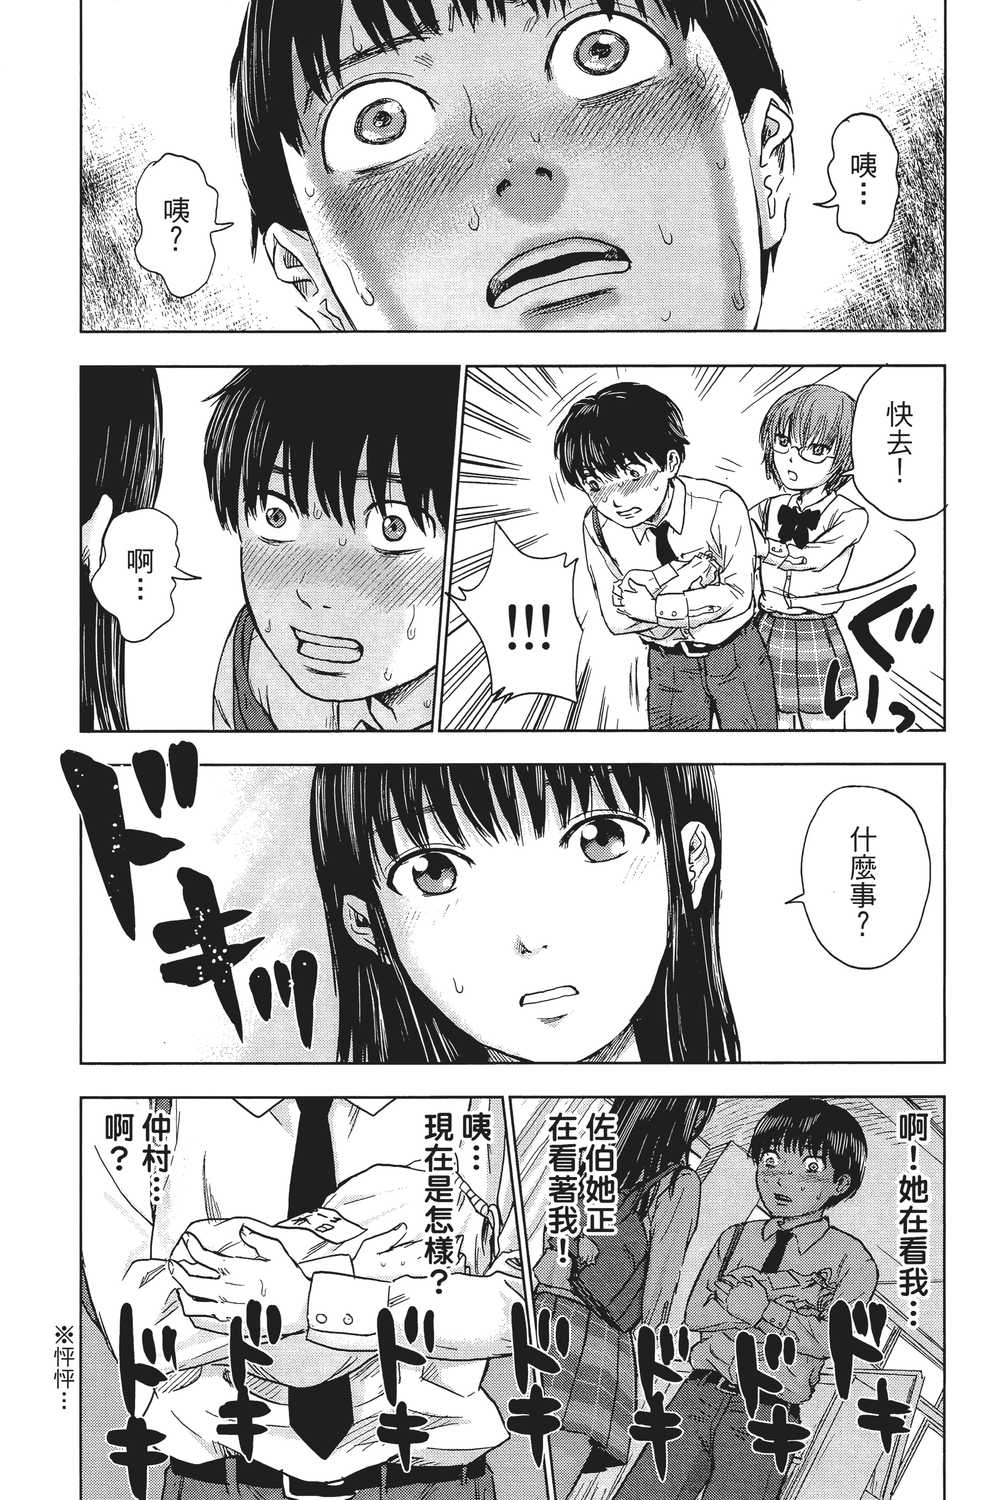 咦…
咦?
快去!
ぐいっ
!!!
啊…
什麼事?
ドキッ
啊!她在看我…
佐伯她正
在看著我!
咦…
現在是怎樣?
仲村…
啊?
ドキ
ドキ
ドキ
ドキ
ドキ
ドキ
※怦怦…